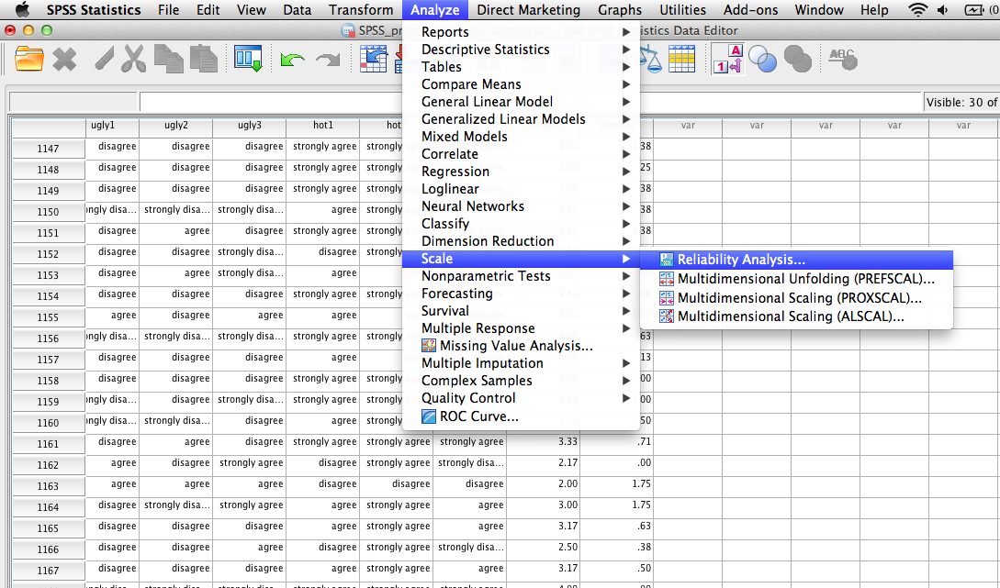 SPSS Statistics File Edit View Data Transform Analyze Direct Marketing Graphs Utilities Add-ons Window Help
SPSS_pr istics Data Editor
Reports
Descriptive Statistics
Tables
Compare Means
General Linear Model
Generalized Linear Models
Mixed Models
Correlate
Regression
Loglinear
Neural Networks
Classify
Dimension Reduction
Scale
Nonparametric Tests
Forecasting
Survival
Multiple Response
Missing Value Analysis...
Multiple Imputation
Complex Samples
Quality Control
ROC Curve...
Reliability Analysis...
Multidimensional Unfolding (PREFSCAL)...
Multidimensional Scaling (PROXSCAL)...
Multidimensional Scaling (ALSCAL)...
A
1
ABC
Visible: 30 of
ugly1 ugly2 ugly3 hot1 hot var var var var var
1147 disagree disagree disagree strongly agree strongly .38
1148 disagree disagree disagree strongly agree strongly .25
1149 disagree disagree disagree strongly agree strongly .38
1150 ongly disa... strongly disa... strongly disa... agree strongly .38
1151 disagree agree disagree strongly agree strongly .38
1152 disagree disagree strongly disa... disagree strongly
1153 disagree disagree strongly disa... agree
1154 disagree disagree disagree strongly agree strongly
1155 agree disagree disagree agree
1156 ongly disa... strongly disa... strongly disa... strongly agree strongly .63
1157 disagree disagree strongly disa... agree .13
1158 disagree disagree disagree strongly agree strongly .00
1159 ongly disa... disagree strongly disa... strongly agree strongly .00
1160 ongly disa... strongly disa... disagree strongly agree strongly .50
1161 disagree agree disagree strongly agree strongly agree strongly agree 3.33 .71
1162 agree agree strongly agree agree strongly agree strongly disa... 2.17 .00
1163 agree agree agree disagree disagree disagree 2.00 1.75
1164 disagree strongly disa... strongly agree agree strongly agree agree 3.00 1.75
1165 disagree disagree disagree agree strongly agree agree 3.17 .63
1166 disagree disagree agree disagree strongly agree strongly disa... 2.50 .38
1167 disagree disagree agree agree strongly agree agree 3.17 .50